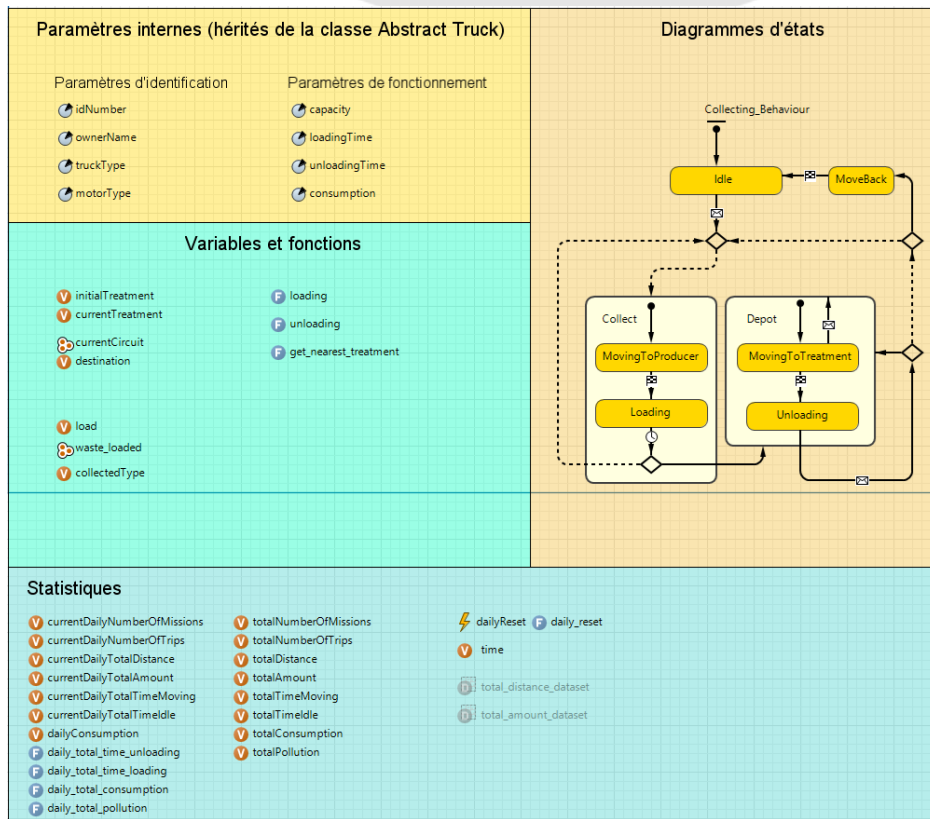 Paramètres internes (hérités de la classe Abstract Truck)
Paramètres d'identification
idNumber
ownerName
truckType
motorType
Paramètres de fonctionnement
capacity
loadingTime
unloadingTime
consumption
Variables et fonctions
initialTreatment
currentTreatment
currentCircuit
destination
load
waste_loaded
collectedType
loading
unloading
get_nearest_treatment
Diagrammes d'états
Collecting_Behaviour
Idle
MoveBack
Collect
MovingToProducer
Loading
Depot
MovingToTreatment
Unloading
Statistiques
currentDailyNumberOfMissions
currentDailyNumberOfTrips
currentDailyTotalDistance
currentDailyTotalAmount
currentDailyTotalTimeMoving
currentDailyTotalTimeIdle
dailyConsumption
daily_total_time_unloading
daily_total_time_loading
daily_total_consumption
daily_total_pollution
totalNumberOfMissions
totalNumberOfTrips
totalDistance
totalAmount
totalTimeMoving
totalTimeIdle
totalConsumption
totalPollution
dailyReset
daily_reset
time
total_distance_dataset
total_amount_dataset